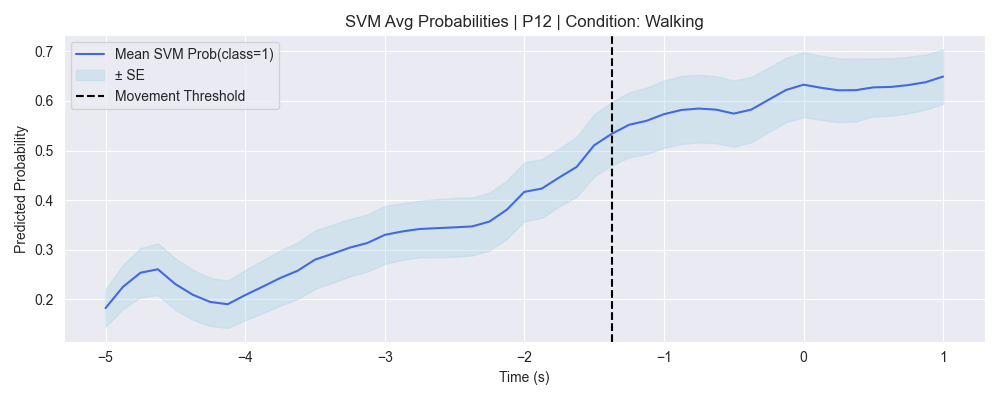 SVM Avg Probabilities | P12 | Condition: Walking
Mean SVM Prob(class=1)
± SE
Movement Threshold
Predicted Probability
0.7
0.6
0.5
0.4
0.3
0.2
−5
−4
−3
−2
−1
0
1
Time (s)